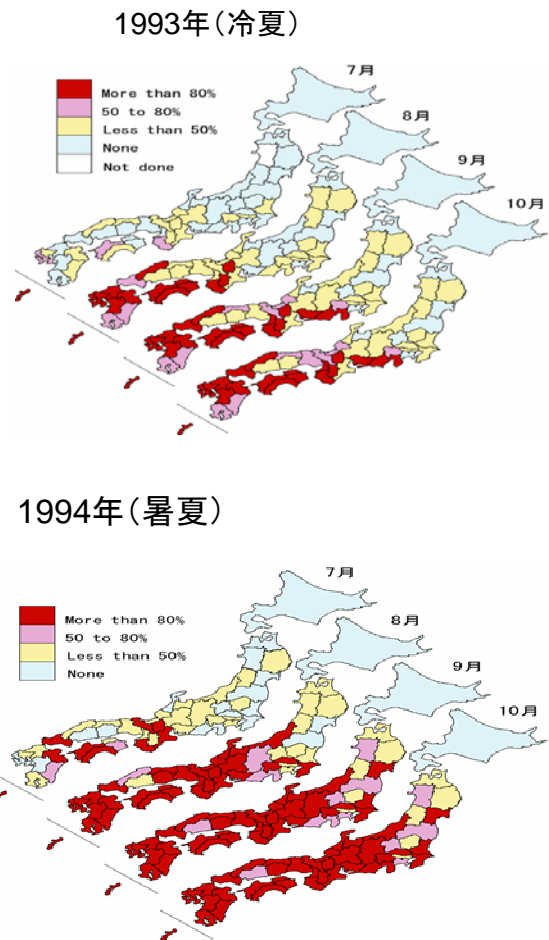 1993年（冷夏）
7月
More than 80%
50 to 80%
Less than 50%
None
Not done
8月
9月
10月
1994年（暑夏）
7月
More than 80%
50 to 80%
Less than 50%
None
8月
9月
10月